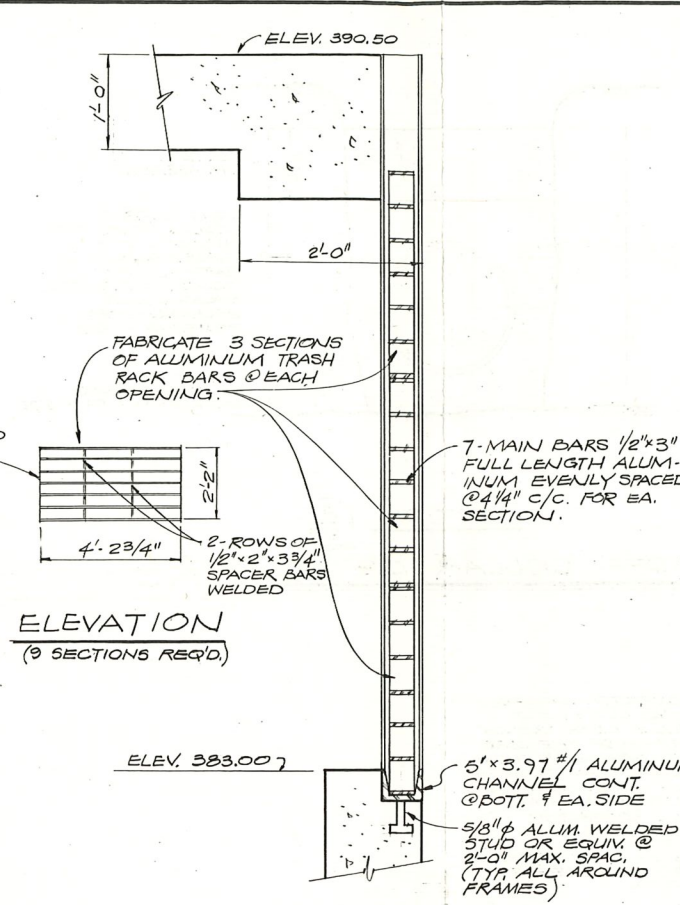 ELEV. 390.50
1'-0"
2'-0"
FABRICATE 3 SECTIONS
OF ALUMINUM TRASH
RACK BARS @ EACH
OPENING.
7-MAIN BARS 1/2"x3"
FULL LENGTH ALUM-
INUM EVENLY SPACED
@ 4 1/4" C/C. FOR EA.
SECTION.
2'-2"
4'-2 3/4"
2-ROWS OF
1/2"x2"x3 3/4"
SPACER BARS
WELDED
ELEVATION
(9 SECTIONS REQ'D.)
ELEV. 383.00
5"x3.97 #/1 ALUMINU
CHANNEL CONT.
@ BOTT. & EA. SIDE
5/8"φ ALUM. WELDED
STUD OR EQUIV. @
2'-0" MAX. SPAC.
(TYP. ALL AROUND
FRAMES)